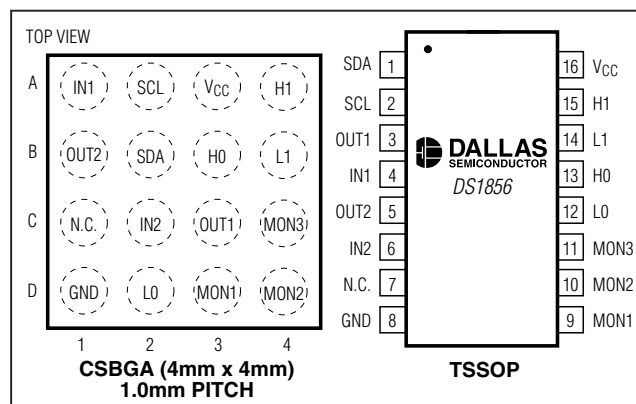 TOP VIEW
A IN1 SCL VCC H1
B OUT2 SDA H0 L1
C N.C. IN2 OUT1 MON3
D GND L0 MON1 MON2
1 2 3 4
CSBGA (4mm x 4mm)
1.0mm PITCH
SDA 1 16 VCC
SCL 2 15 H1
OUT1 3 14 L1
IN1 4 13 H0
OUT2 5 12 L0
IN2 6 11 MON3
N.C. 7 10 MON2
GND 8 9 MON1
DALLAS
SEMICONDUCTOR
DS1856
TSSOP